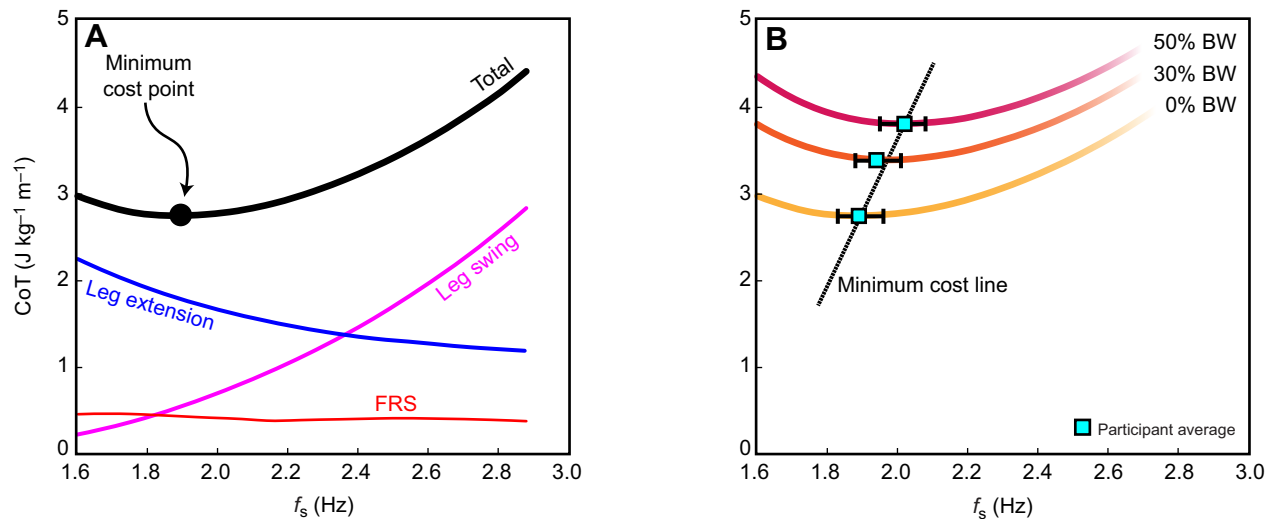 A
Minimum
cost point
Total
Leg extension
Leg swing
FRS
CoT (J kg⁻¹ m⁻¹)
5
4
3
2
1
0
1.6
1.8
2.0
2.2
2.4
2.6
2.8
3.0
fₛ (Hz)
B
50% BW
30% BW
0% BW
Minimum cost line
Participant average
5
4
3
2
1
0
1.6
1.8
2.0
2.2
2.4
2.6
2.8
3.0
fₛ (Hz)